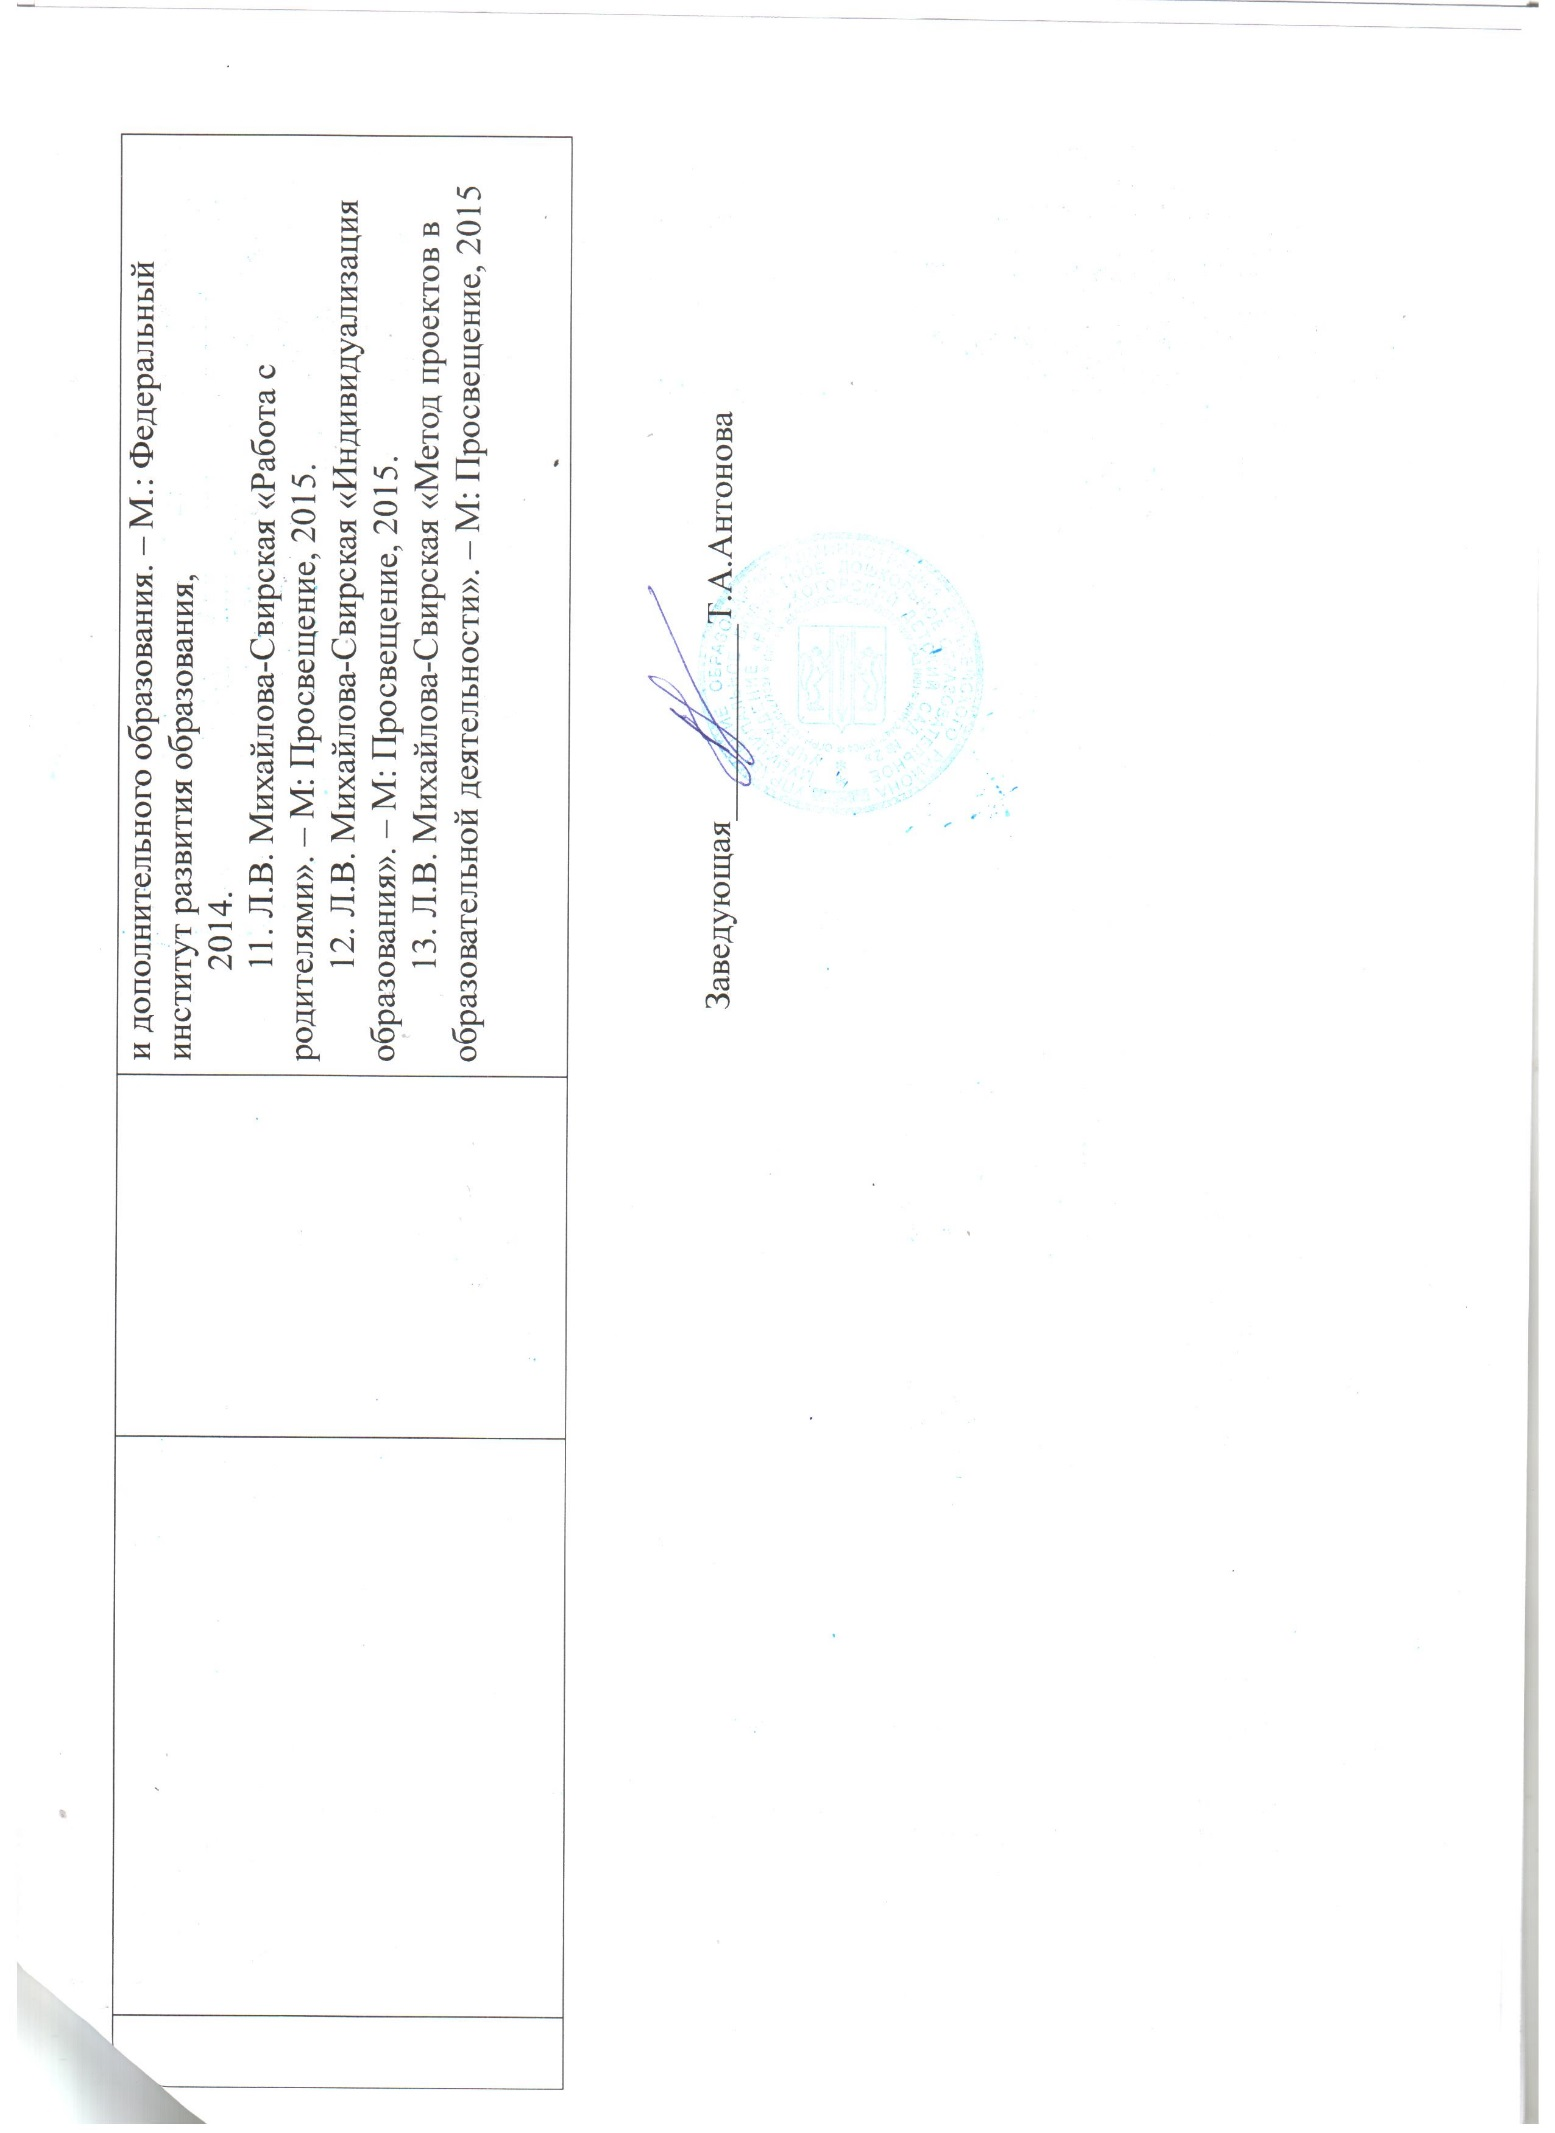 и дополнительного образования. – М.: Федеральный
институт развития образования,
2014.
11. Л.В. Михайлова-Свирская «Работа с
родителями». – М: Просвещение, 2015.
12. Л.В. Михайлова-Свирская «Индивидуализация
образования». – М: Просвещение, 2015.
13. Л.В. Михайлова-Свирская «Метод проектов в
образовательной деятельности». – М: Просвещение, 2015
Заведующая ____________ Т.А.Антонова